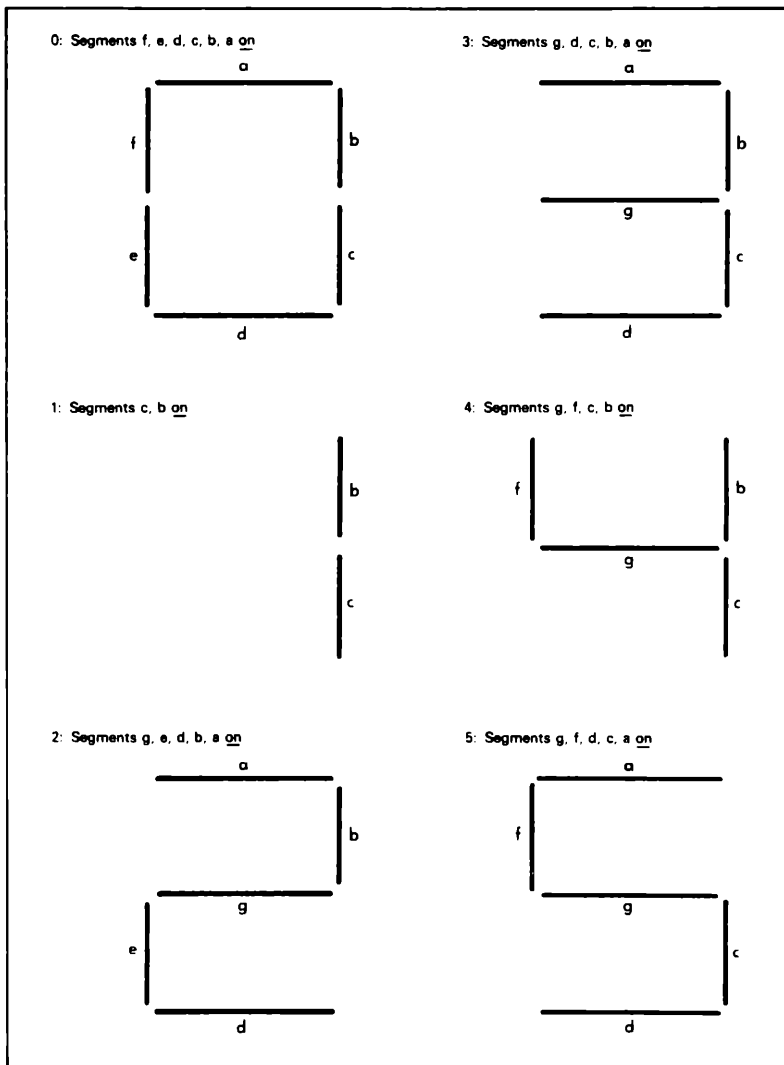 0: Segments f, e, d, c, b, a on
a
f
b
e
c
d
1: Segments c, b on
b
c
2: Segments g, e, d, b, a on
a
b
g
e
d
3: Segments g, d, c, b, a on
a
b
g
c
d
4: Segments g, f, c, b on
f
b
g
c
5: Segments g, f, d, c, a on
a
f
g
c
d